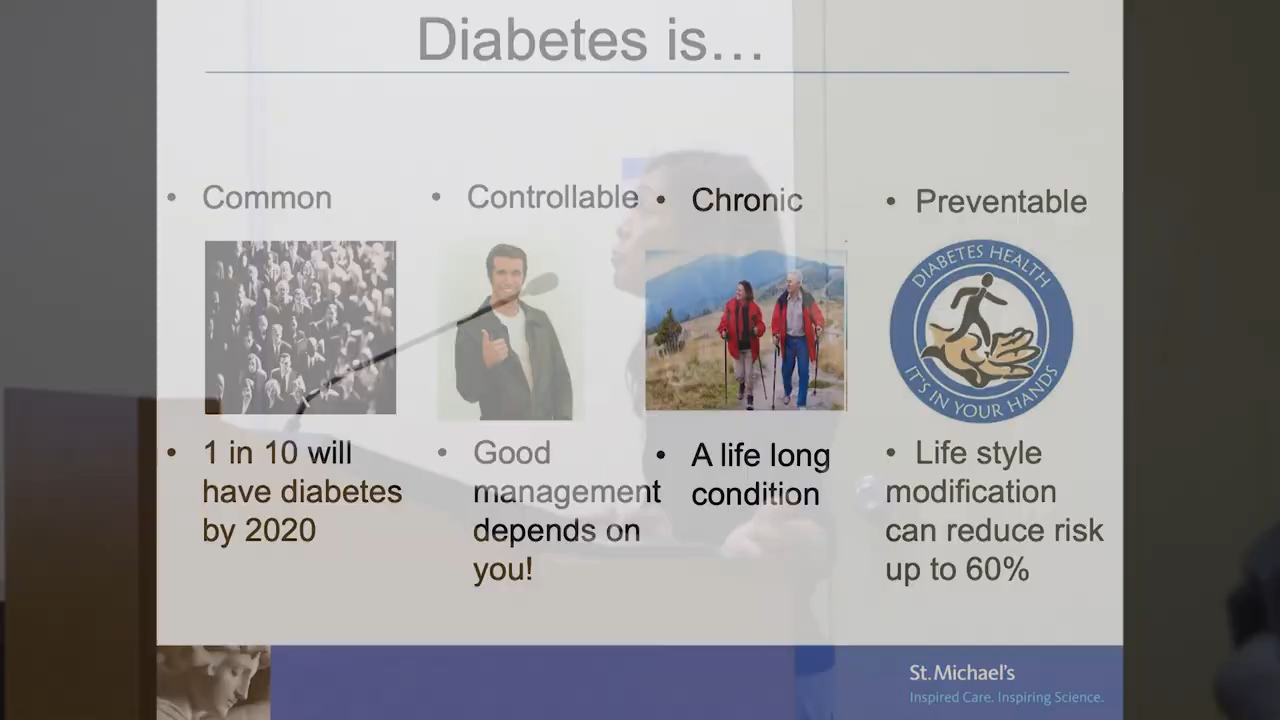 Diabetes is…
• Common
• Controllable
• Chronic
• Preventable
DIABETES HEALTH
IT'S IN YOUR HANDS
• 1 in 10 will
have diabetes
by 2020
• Good
management
depends on
you!
• A life long
condition
• Life style
modification
can reduce risk
up to 60%
St. Michael's
Inspired Care. Inspiring Science.